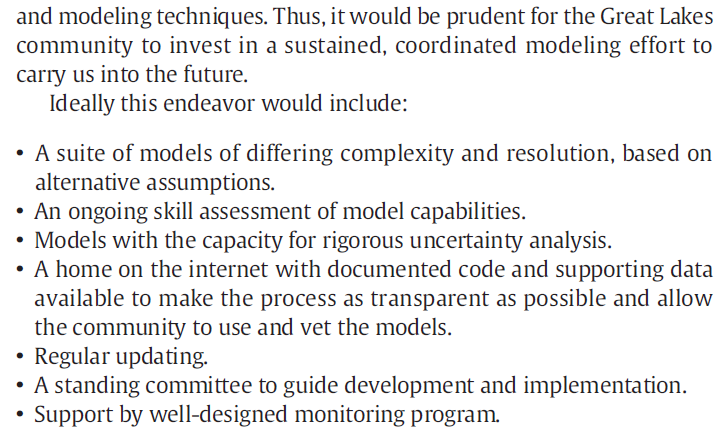 and modeling techniques. Thus, it would be prudent for the Great Lakes
community to invest in a sustained, coordinated modeling effort to
carry us into the future.
Ideally this endeavor would include:
• A suite of models of differing complexity and resolution, based on
alternative assumptions.
• An ongoing skill assessment of model capabilities.
• Models with the capacity for rigorous uncertainty analysis.
• A home on the internet with documented code and supporting data
available to make the process as transparent as possible and allow
the community to use and vet the models.
• Regular updating.
• A standing committee to guide development and implementation.
• Support by well-designed monitoring program.